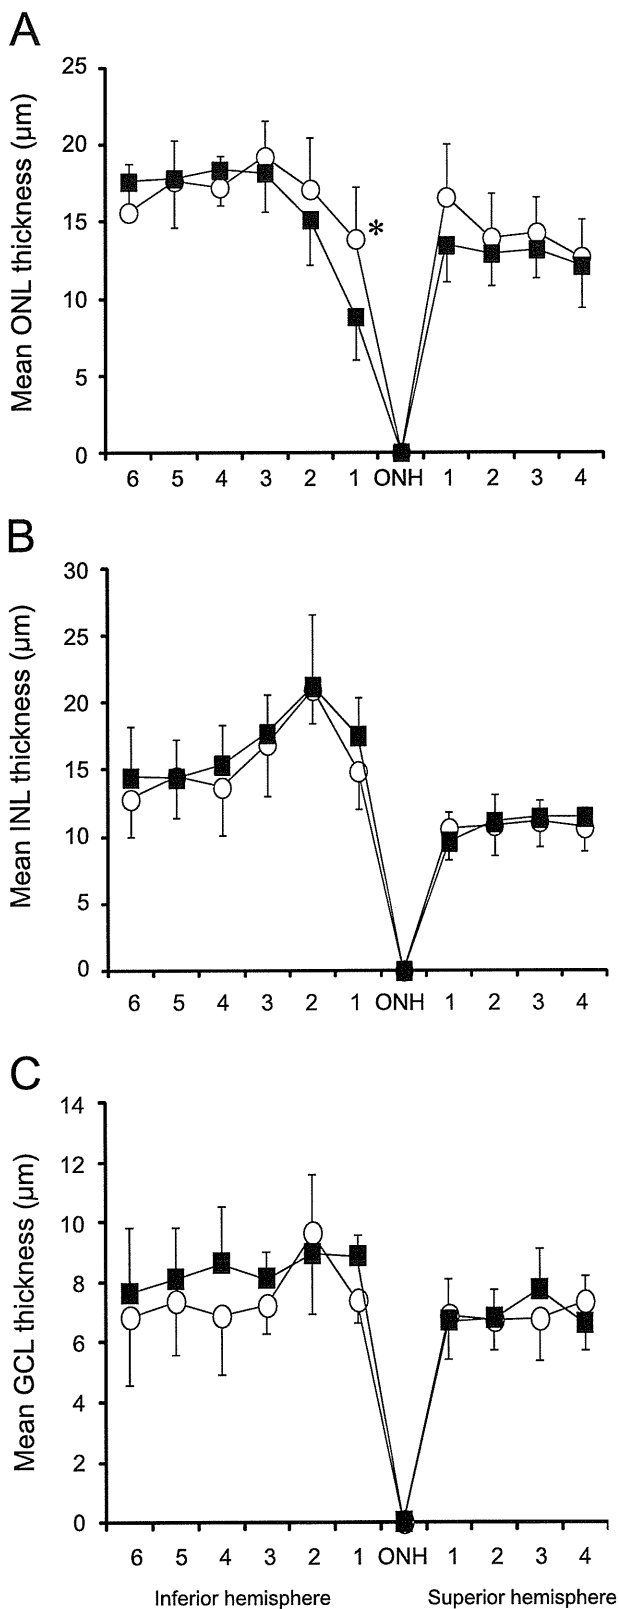 A
Mean ONL thickness (µm)
25
20
15
10
5
0
*
6 5 4 3 2 1 ONH 1 2 3 4
B
Mean INL thickness (µm)
30
25
20
15
10
5
0
6 5 4 3 2 1 ONH 1 2 3 4
C
Mean GCL thickness (µm)
14
12
10
8
6
4
2
0
6 5 4 3 2 1 ONH 1 2 3 4
Inferior hemisphere Superior hemisphere